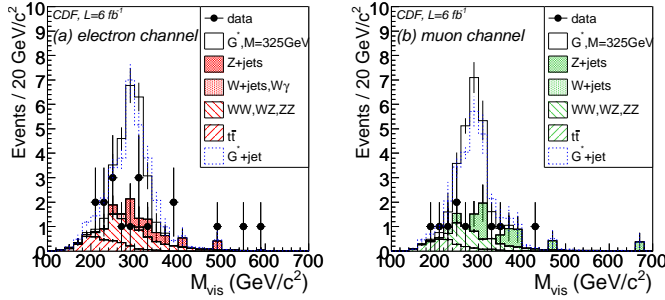 CDF, L=6 fb⁻¹
(a) electron channel
data
G*,M=325GeV
Z+jets
W+jets,Wγ
WW,WZ,ZZ
tt̄
G*+jet
Events / 20 GeV/c²
10
9
8
7
6
5
4
3
2
1
0
100 200 300 400 500 600 700
M_vis (GeV/c²)
CDF, L=6 fb⁻¹
(b) muon channel
data
G*,M=325GeV
Z+jets
W+jets
WW,WZ,ZZ
tt̄
G*+jet
Events / 20 GeV/c²
10
9
8
7
6
5
4
3
2
1
0
100 200 300 400 500 600 700
M_vis (GeV/c²)